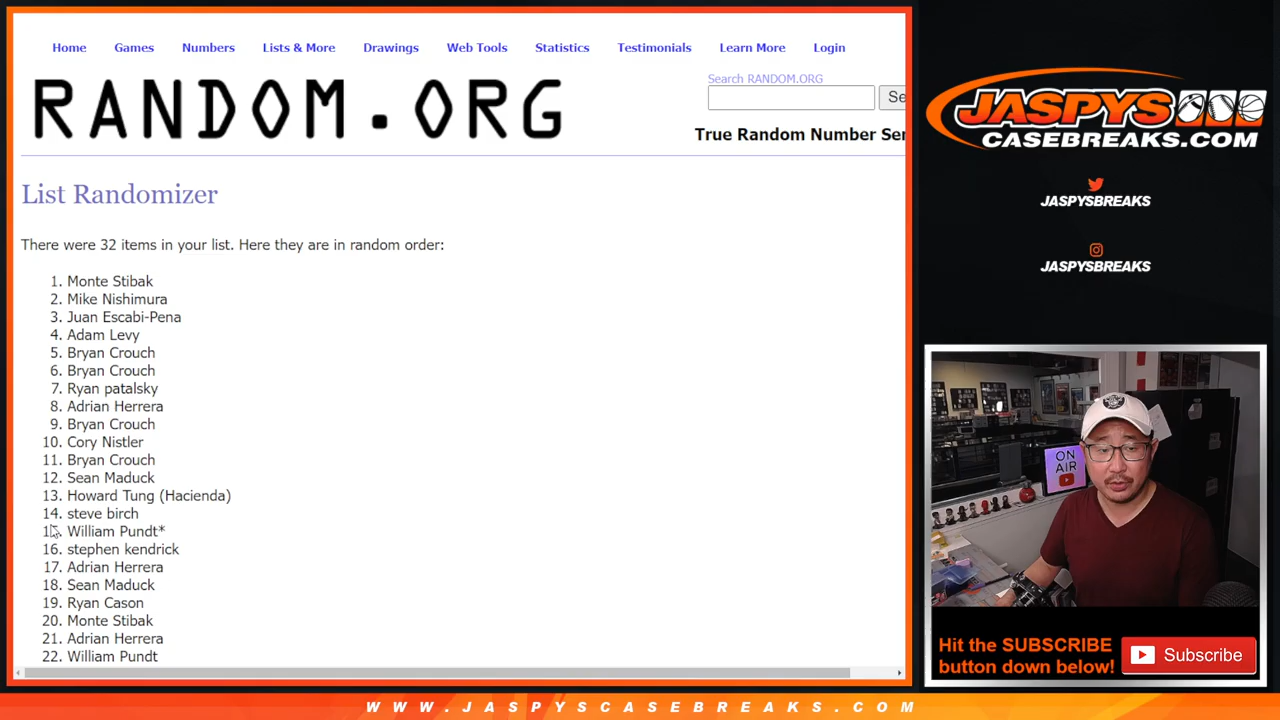 Home Games Numbers Lists & More Drawings Web Tools Statistics Testimonials Learn More Login
RANDOM.ORG
Search RANDOM.ORG
True Random Number Ser
List Randomizer
There were 32 items in your list. Here they are in random order:
1. Monte Stibak
2. Mike Nishimura
3. Juan Escabi-Pena
4. Adam Levy
5. Bryan Crouch
6. Bryan Crouch
7. Ryan patalsky
8. Adrian Herrera
9. Bryan Crouch
10. Cory Nistler
11. Bryan Crouch
12. Sean Maduck
13. Howard Tung (Hacienda)
14. steve birch
15. William Pundt*
16. stephen kendrick
17. Adrian Herrera
18. Sean Maduck
19. Ryan Cason
20. Monte Stibak
21. Adrian Herrera
22. William Pundt
JASPYS
CASEBREAKS.COM
JASPYSBREAKS
JASPYSBREAKS
ON
AIR
Hit the SUBSCRIBE
button down below!
Subscribe
WWW.JASPYSCASEBREAKS.COM